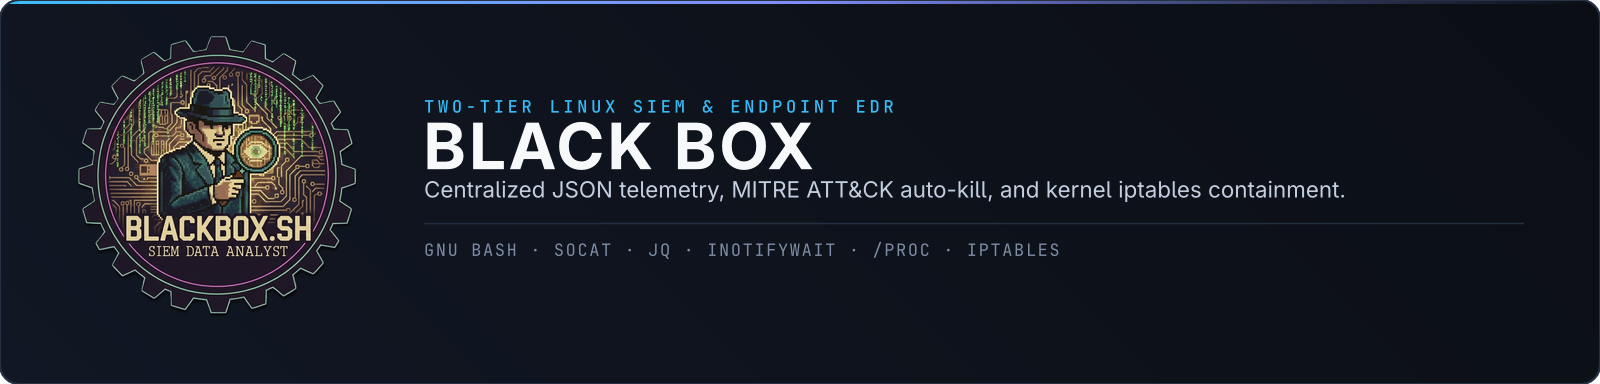 BLACKBOX.SH
SIEM DATA ANALYST
TWO-TIER LINUX SIEM & ENDPOINT EDR
BLACK BOX
Centralized JSON telemetry, MITRE ATT&CK auto-kill, and kernel iptables containment.
GNU BASH · SOCAT · JQ · INOTIFYWAIT · /PROC · IPTABLES